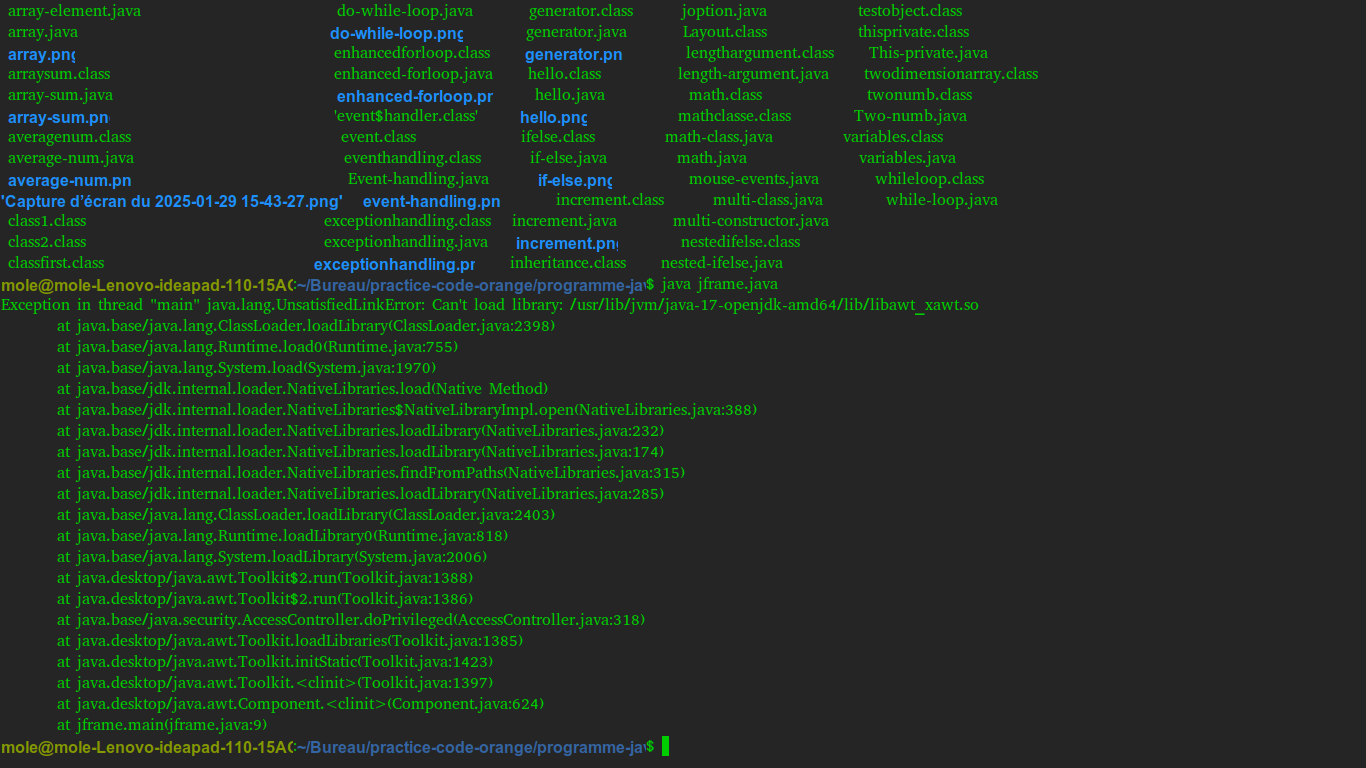 array-element.java do-while-loop.java generator.class joption.java testobject.class
array.java do-while-loop.png generator.java Layout.class thisprivate.class
array.png enhancedforloop.class generator.pn lengthargument.class This-private.java
arraysum.class enhanced-forloop.java hello.class length-argument.java twodimensionarray.class
array-sum.java enhanced-forloop.pr hello.java math.class twonumb.class
array-sum.pn 'event$handler.class' hello.png mathclasse.class Two-numb.java
averagenum.class event.class ifelse.class math-class.java variables.class
average-num.java eventhandling.class if-else.java math.java variables.java
average-num.pn Event-handling.java if-else.png mouse-events.java whileloop.class
'Capture d'écran du 2025-01-29 15-43-27.png' event-handling.pn increment.class multi-class.java while-loop.java
class1.class exceptionhandling.class increment.java multi-constructor.java
class2.class exceptionhandling.java increment.png nestedifelse.class
classfirst.class exceptionhandling.pr inheritance.class nested-ifelse.java
mole@mole-Lenovo-ideapad-110-15AC:~/Bureau/practice-code-orange/programme-jav$ java jframe.java
Exception in thread "main" java.lang.UnsatisfiedLinkError: Can't load library: /usr/lib/jvm/java-17-openjdk-amd64/lib/libawt_xawt.so
at java.base/java.lang.ClassLoader.loadLibrary(ClassLoader.java:2398)
at java.base/java.lang.Runtime.load0(Runtime.java:755)
at java.base/java.lang.System.load(System.java:1970)
at java.base/jdk.internal.loader.NativeLibraries.load(Native Method)
at java.base/jdk.internal.loader.NativeLibraries$NativeLibraryImpl.open(NativeLibraries.java:388)
at java.base/jdk.internal.loader.NativeLibraries.loadLibrary(NativeLibraries.java:232)
at java.base/jdk.internal.loader.NativeLibraries.loadLibrary(NativeLibraries.java:174)
at java.base/jdk.internal.loader.NativeLibraries.findFromPaths(NativeLibraries.java:315)
at java.base/jdk.internal.loader.NativeLibraries.loadLibrary(NativeLibraries.java:285)
at java.base/java.lang.ClassLoader.loadLibrary(ClassLoader.java:2403)
at java.base/java.lang.Runtime.loadLibrary0(Runtime.java:818)
at java.base/java.lang.System.loadLibrary(System.java:2006)
at java.desktop/java.awt.Toolkit$2.run(Toolkit.java:1388)
at java.desktop/java.awt.Toolkit$2.run(Toolkit.java:1386)
at java.base/java.security.AccessController.doPrivileged(AccessController.java:318)
at java.desktop/java.awt.Toolkit.loadLibraries(Toolkit.java:1385)
at java.desktop/java.awt.Toolkit.initStatic(Toolkit.java:1423)
at java.desktop/java.awt.Toolkit.<clinit>(Toolkit.java:1397)
at java.desktop/java.awt.Component.<clinit>(Component.java:624)
at jframe.main(jframe.java:9)
mole@mole-Lenovo-ideapad-110-15AC:~/Bureau/practice-code-orange/programme-jav$